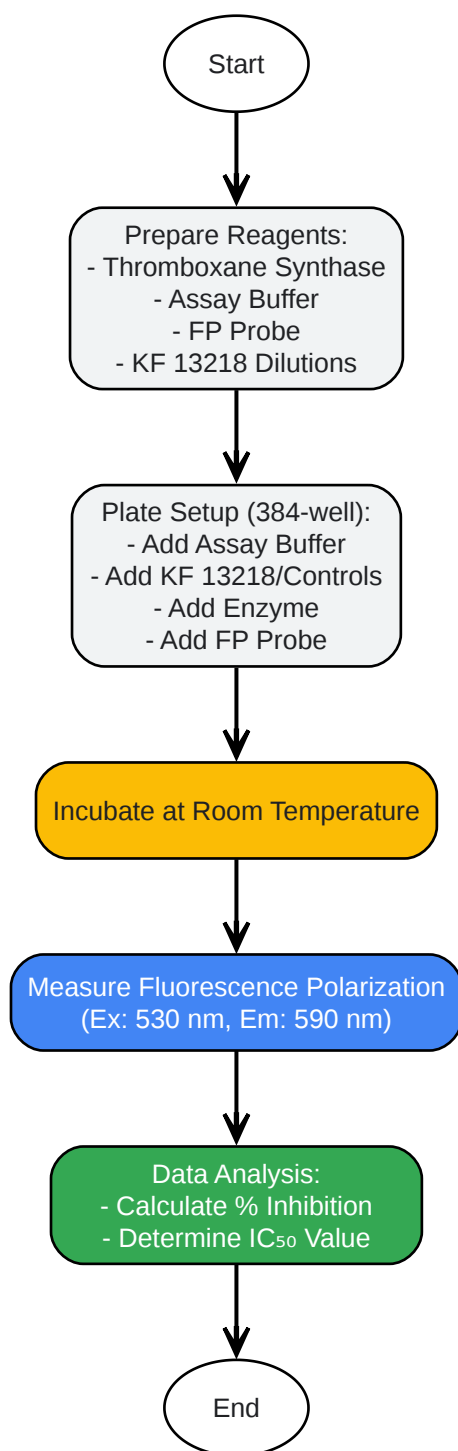 Start
Prepare Reagents:
- Thromboxane Synthase
- Assay Buffer
- FP Probe
- KF 13218 Dilutions
Plate Setup (384-well):
- Add Assay Buffer
- Add KF 13218/Controls
- Add Enzyme
- Add FP Probe
Incubate at Room Temperature
Measure Fluorescence Polarization
(Ex: 530 nm, Em: 590 nm)
Data Analysis:
- Calculate % Inhibition
- Determine IC₅₀ Value
End